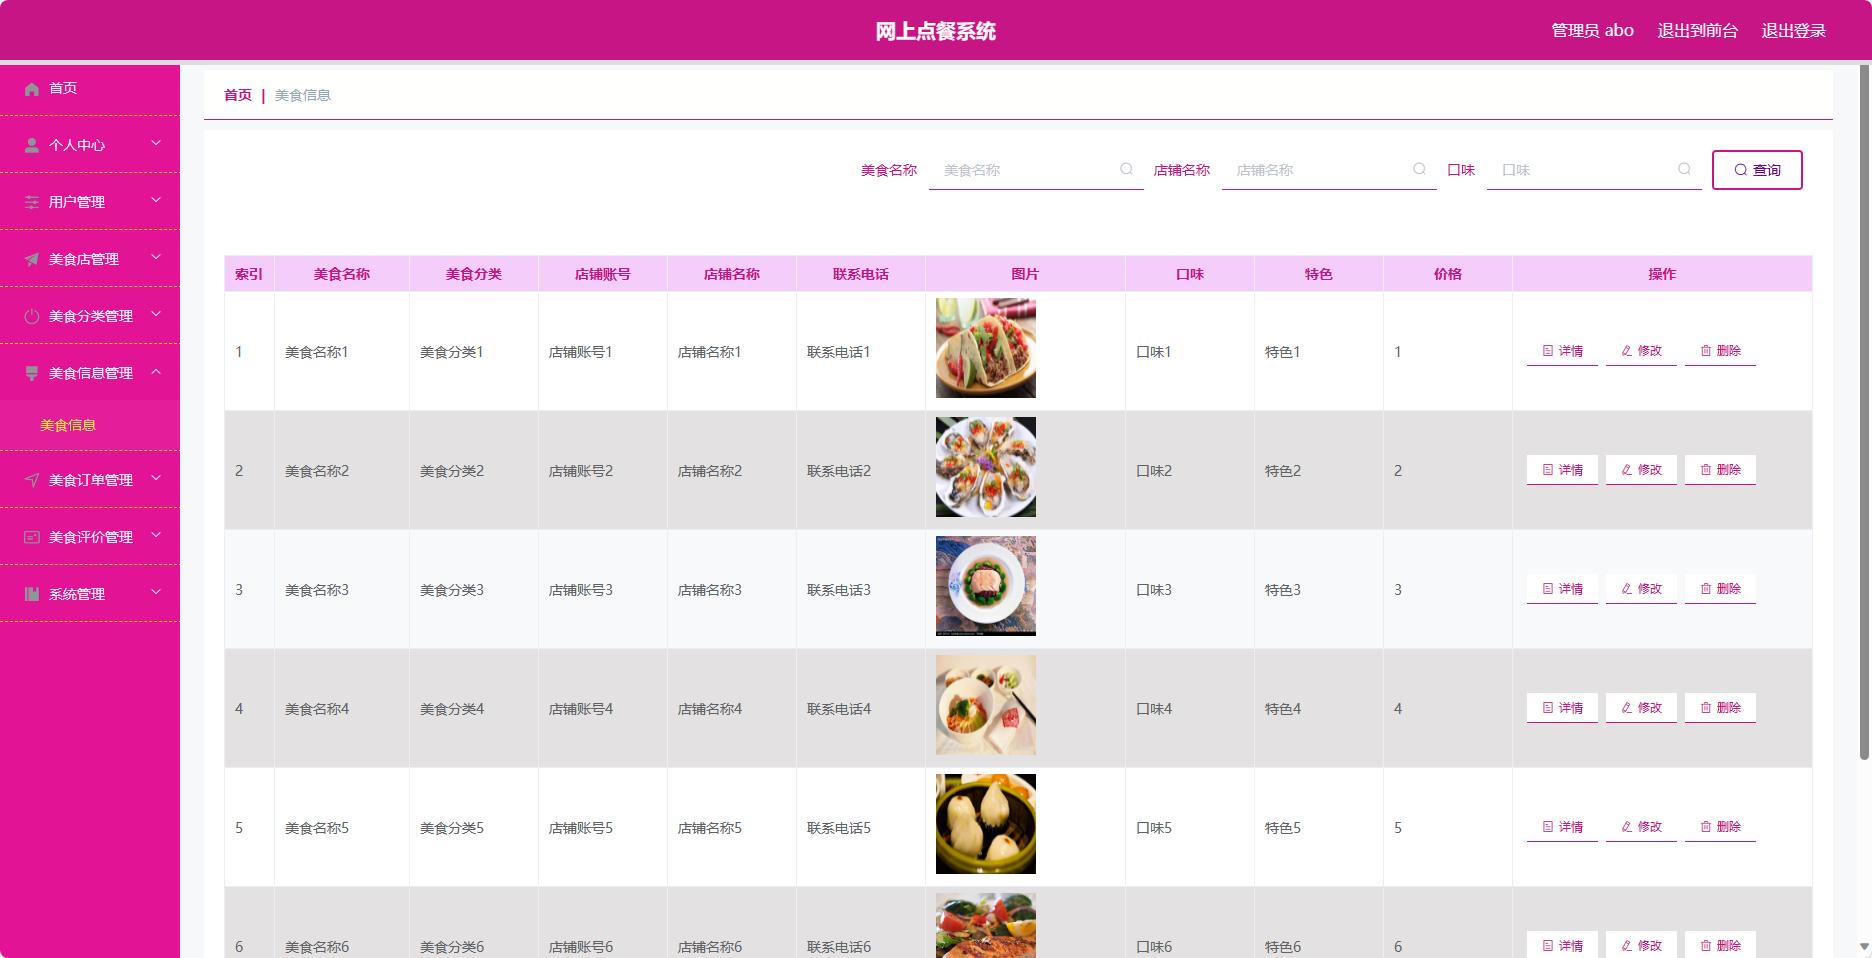 网上点餐系统
管理员 abo 退出到前台 退出登录
首页
个人中心
用户管理
美食店管理
美食分类管理
美食信息管理
美食信息
美食订单管理
美食评价管理
系统管理
首页 | 美食信息
美食名称 美食名称 店铺名称 店铺名称 口味 口味 查询
索引 美食名称 美食分类 店铺账号 店铺名称 联系电话 图片 口味 特色 价格 操作
1 美食名称1 美食分类1 店铺账号1 店铺名称1 联系电话1 口味1 特色1 1 详情 修改 删除
2 美食名称2 美食分类2 店铺账号2 店铺名称2 联系电话2 口味2 特色2 2 详情 修改 删除
3 美食名称3 美食分类3 店铺账号3 店铺名称3 联系电话3 口味3 特色3 3 详情 修改 删除
4 美食名称4 美食分类4 店铺账号4 店铺名称4 联系电话4 口味4 特色4 4 详情 修改 删除
5 美食名称5 美食分类5 店铺账号5 店铺名称5 联系电话5 口味5 特色5 5 详情 修改 删除
6 美食名称6 美食分类6 店铺账号6 店铺名称6 联系电话6 口味6 特色6 6 详情 修改 删除